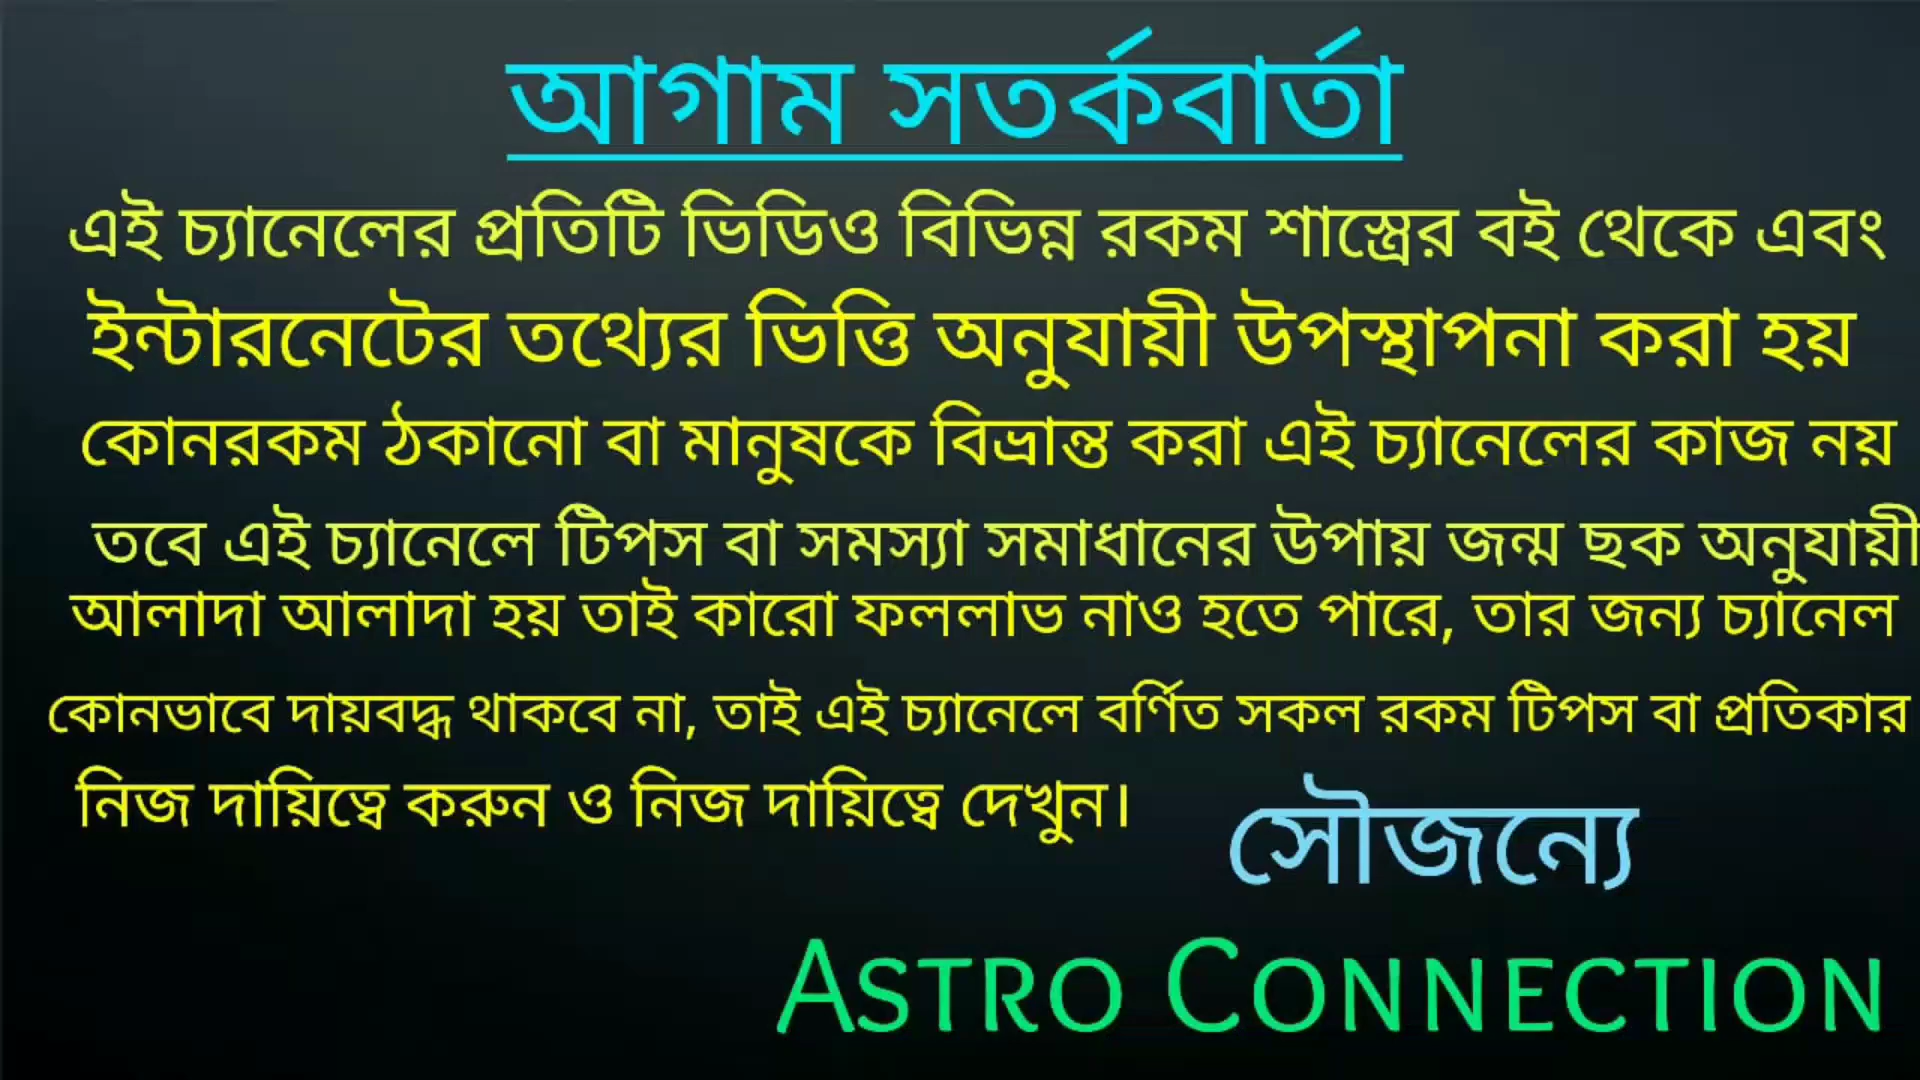 আগাম সতর্কবার্তা
এই চ্যানেলের প্রতিটি ভিডিও বিভিন্ন রকম শাস্ত্রের বই থেকে এবং
ইন্টারনেটের তথ্যের ভিত্তি অনুযায়ী উপস্থাপনা করা হয়
কোনরকম ঠকানো বা মানুষকে বিভ্রান্ত করা এই চ্যানেলের কাজ নয়
তবে এই চ্যানেলে টিপস বা সমস্যা সমাধানের উপায় জন্ম ছক অনুযায়ী
আলাদা আলাদা হয় তাই কারো ফললাভ নাও হতে পারে, তার জন্য চ্যানেল
কোনভাবে দায়বদ্ধ থাকবে না, তাই এই চ্যানেলে বর্ণিত সকল রকম টিপস বা প্রতিকার
নিজ দায়িত্বে করুন ও নিজ দায়িত্বে দেখুন।
সৌজন্যে
ASTRO CONNECTION